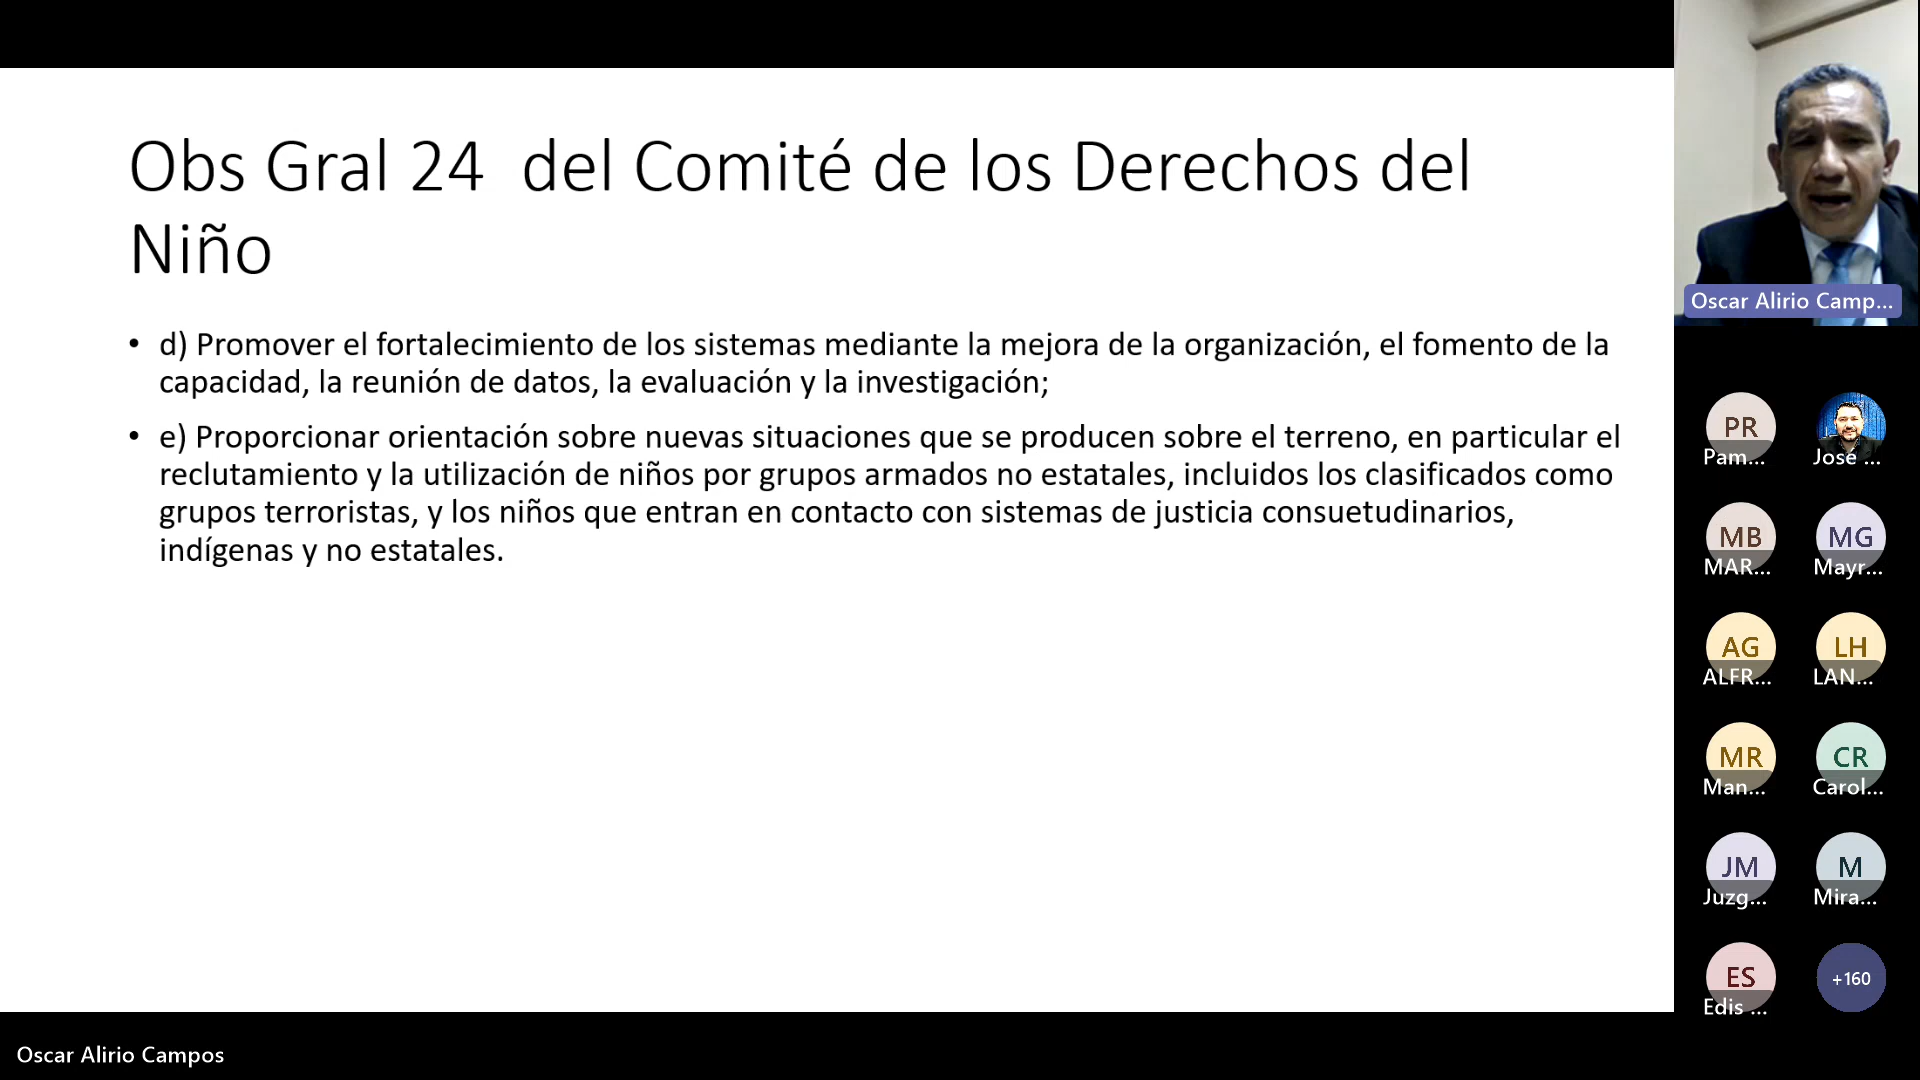 Obs Gral 24  del Comité de los Derechos del
Niño
• d) Promover el fortalecimiento de los sistemas mediante la mejora de la organización, el fomento de la
capacidad, la reunión de datos, la evaluación y la investigación;
• e) Proporcionar orientación sobre nuevas situaciones que se producen sobre el terreno, en particular el
reclutamiento y la utilización de niños por grupos armados no estatales, incluidos los clasificados como
grupos terroristas, y los niños que entran en contacto con sistemas de justicia consuetudinarios,
indígenas y no estatales.
Oscar Alirio Camp...
PR
Pam...
José ...
MB
MAR...
MG
Mayr...
AG
ALFR...
LH
LAN...
MR
Man...
CR
Carol...
JM
Juzg...
M
Mira...
ES
Edis ...
+160
Oscar Alirio Campos